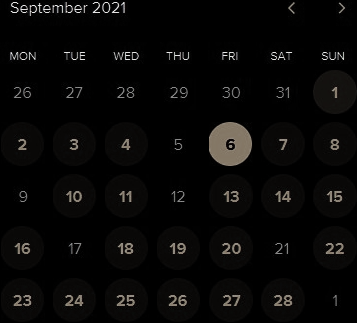 September 2021
MON TUE WED THU FRI SAT SUN
26 27 28 29 30 31 1
2 3 4 5 6 7 8
9 10 11 12 13 14 15
16 17 18 19 20 21 22
23 24 25 26 27 28 1